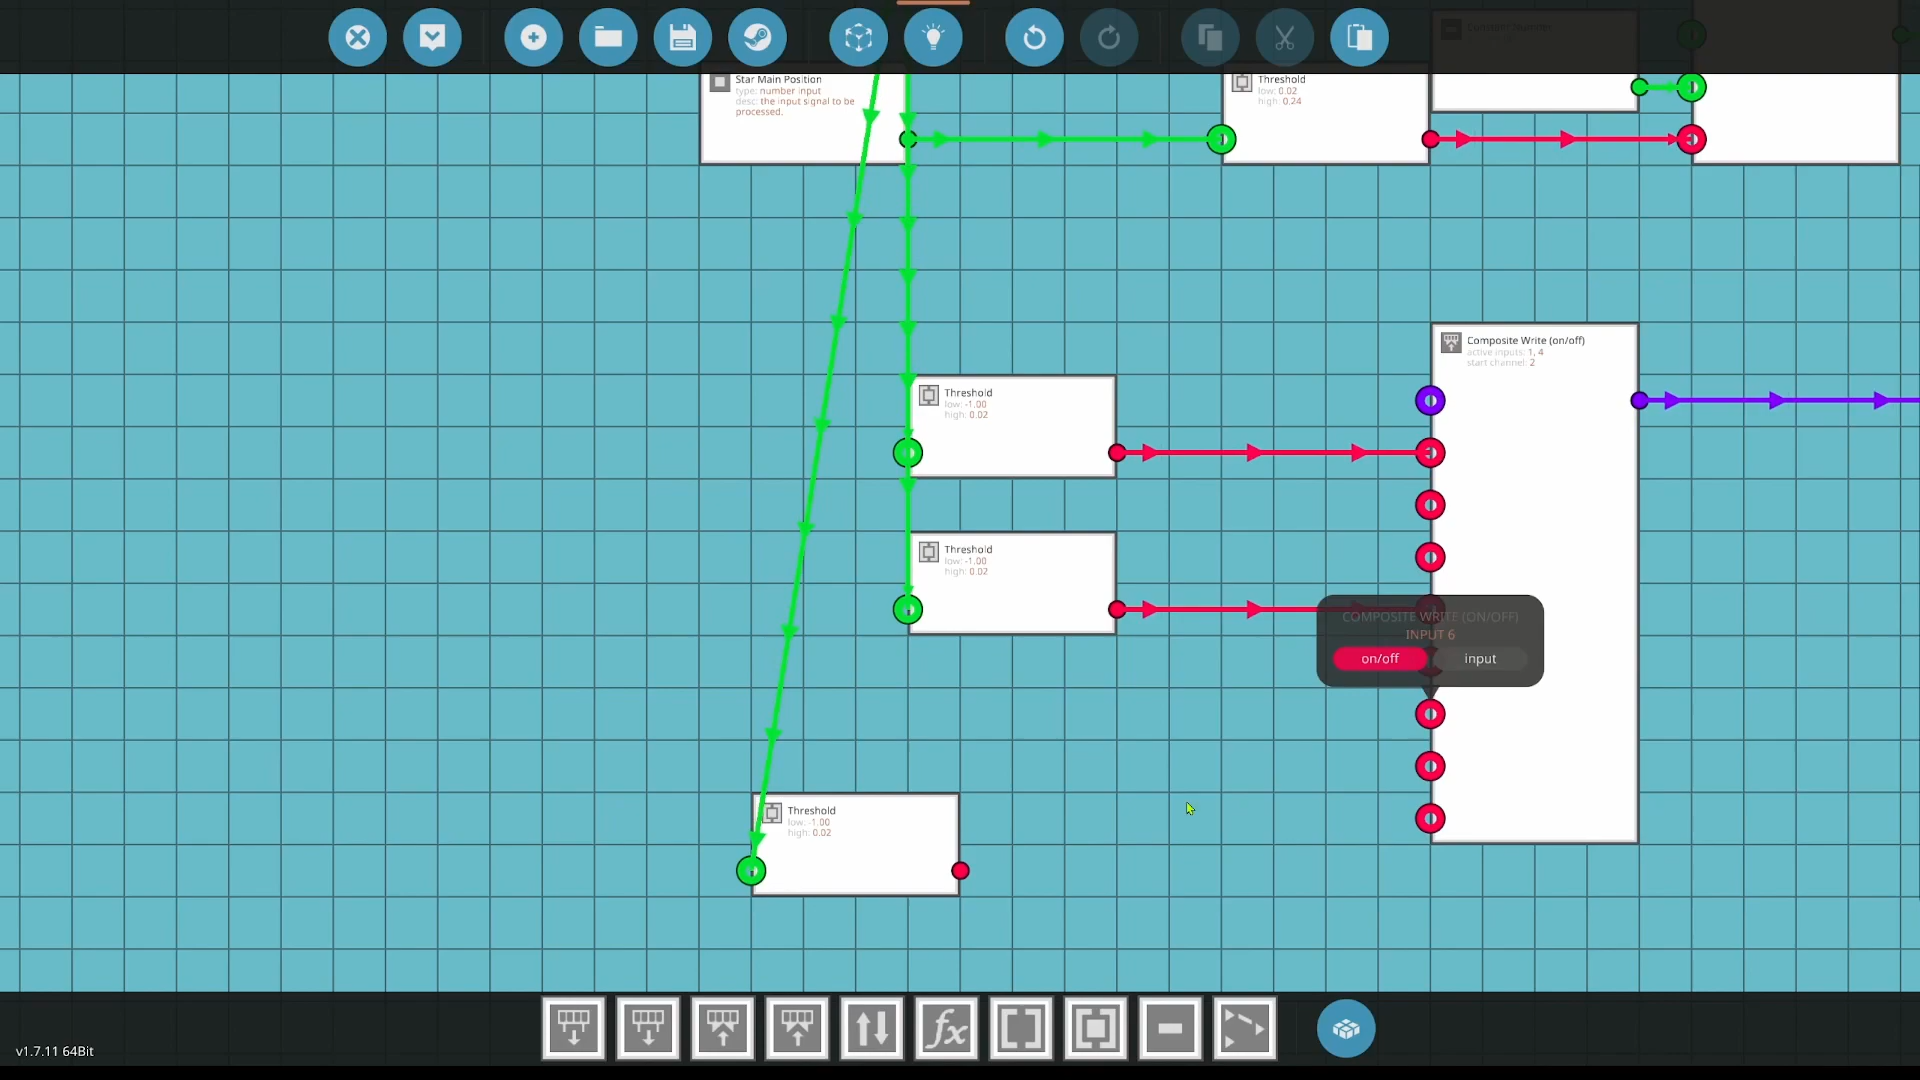 Constant Number
Star Main Position
type: number input
desc: the input signal to be
processed.
Threshold
low: 0.02
high: 0.24
Composite Write (on/off)
active inputs: 1, 4
start channel: 2
Threshold
low: -1.00
high: 0.02
Threshold
low: -1.00
high: 0.02
COMPOSITE WRITE (ON/OFF)
INPUT 6
on/off input
Threshold
low: -1.00
high: 0.02
fx
v1.7.11 64Bit